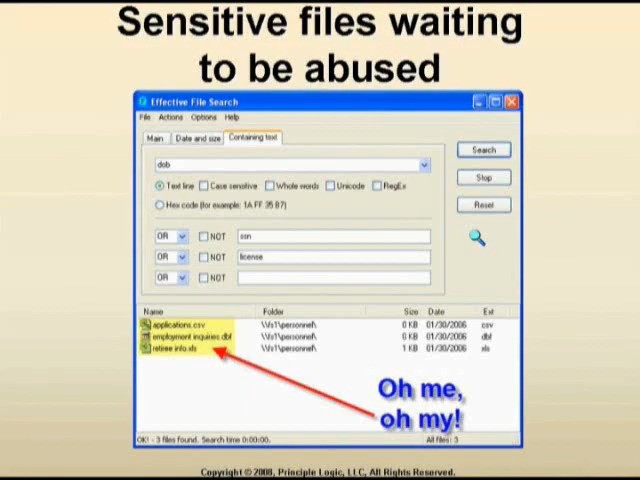 Sensitive files waiting
to be abused
Effective File Search
File Actions Options Help
Main Date and size Containing text
dob
Search
Text line Case sensitive Whole words Unicode RegEx
Stop
Hex code (for example: 1A FF 35 B7)
Reset
OR NOT ssn
OR NOT license
OR NOT
Name Folder Size Date Ext
applications.csv \\fs1\personnel\ 0 KB 01/30/2006 csv
employment inquiries.dbf \\fs1\personnel\ 0 KB 01/30/2006 dbf
retiree info.xls \\fs1\personnel\ 1 KB 01/30/2006 xls
Oh me,
oh my!
OK! - 3 files found. Search time 0:00:00. All files: 3
Copyright © 2008, Principle Logic, LLC, All Rights Reserved.